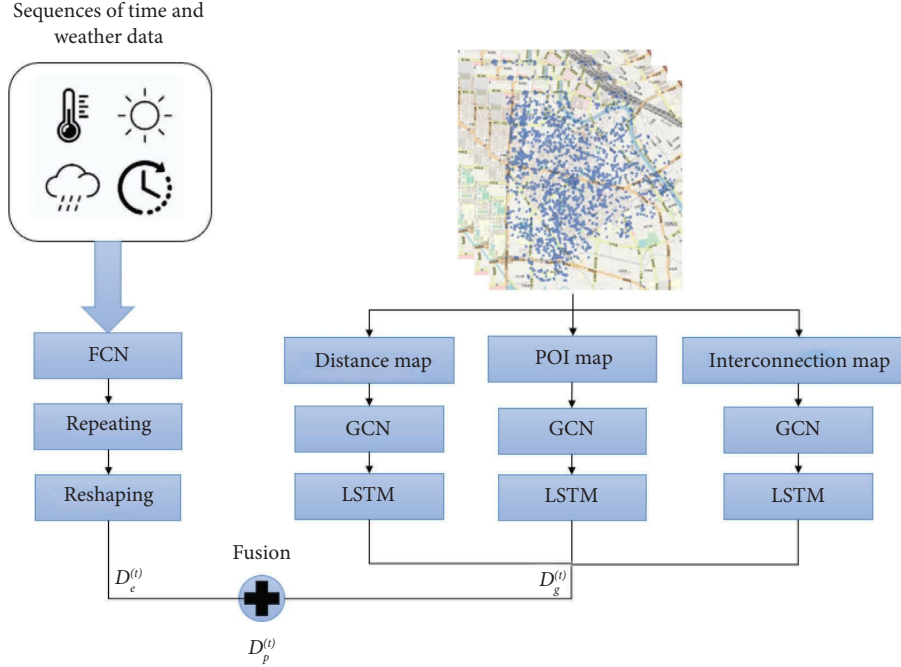 Sequences of time and
weather data
FCN
Repeating
Reshaping
Distance map
POI map
Interconnection map
GCN
GCN
GCN
LSTM
LSTM
LSTM
Fusion
D_e^{(t)}
D_g^{(t)}
D_p^{(t)}